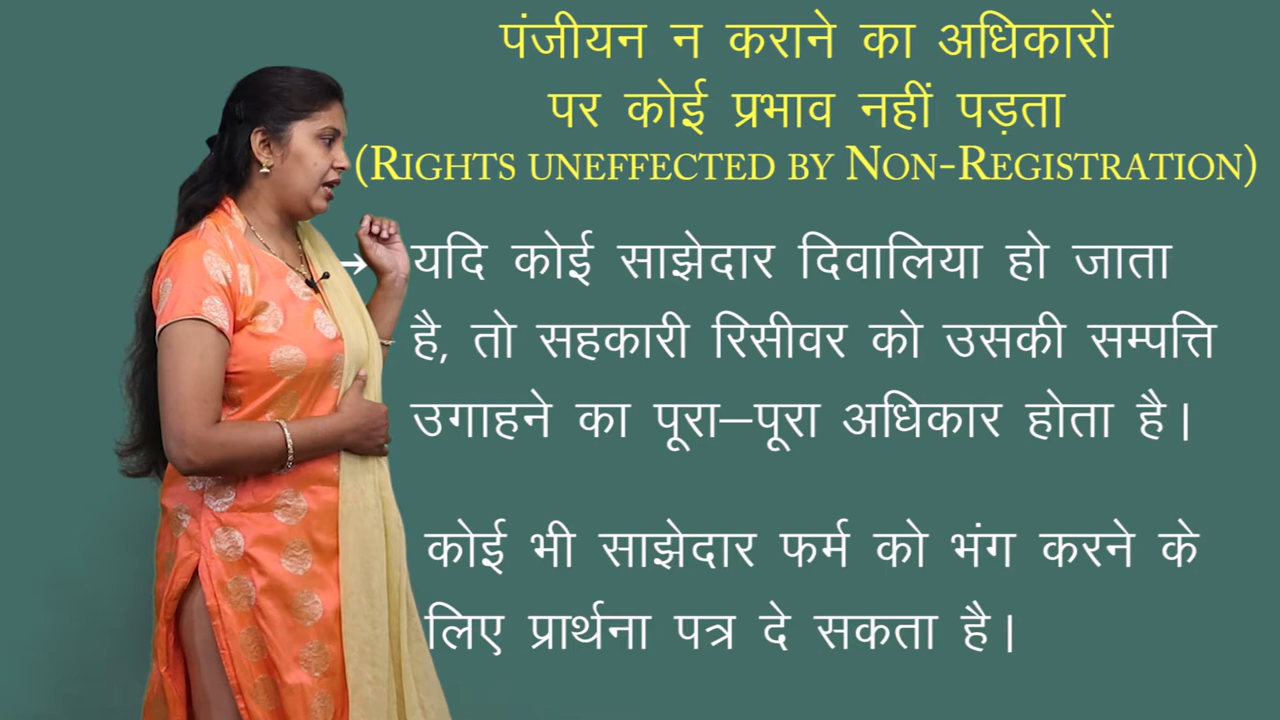 पंजीयन न कराने का अधिकारों
पर कोई प्रभाव नहीं पड़ता
(RIGHTS UNEFFECTED BY NON-REGISTRATION)
→ यदि कोई साझेदार दिवालिया हो जाता
है, तो सहकारी रिसीवर को उसकी सम्पत्ति
उगाहने का पूरा–पूरा अधिकार होता है।
कोई भी साझेदार फर्म को भंग करने के
लिए प्रार्थना पत्र दे सकता है।